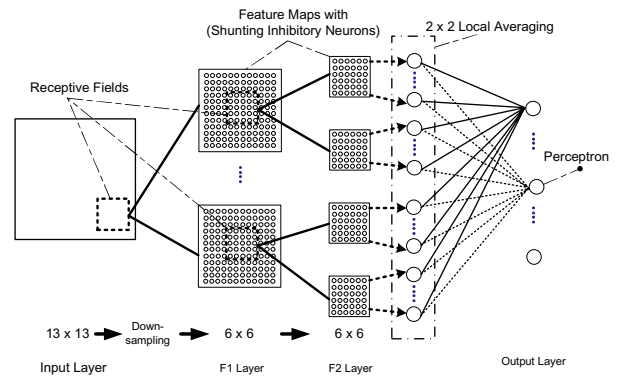 Feature Maps with
(Shunting Inhibitory Neurons)
2 x 2 Local Averaging
Receptive Fields
Perceptron
13 x 13
Down-
sampling
6 x 6
6 x 6
Input Layer
F1 Layer
F2 Layer
Output Layer